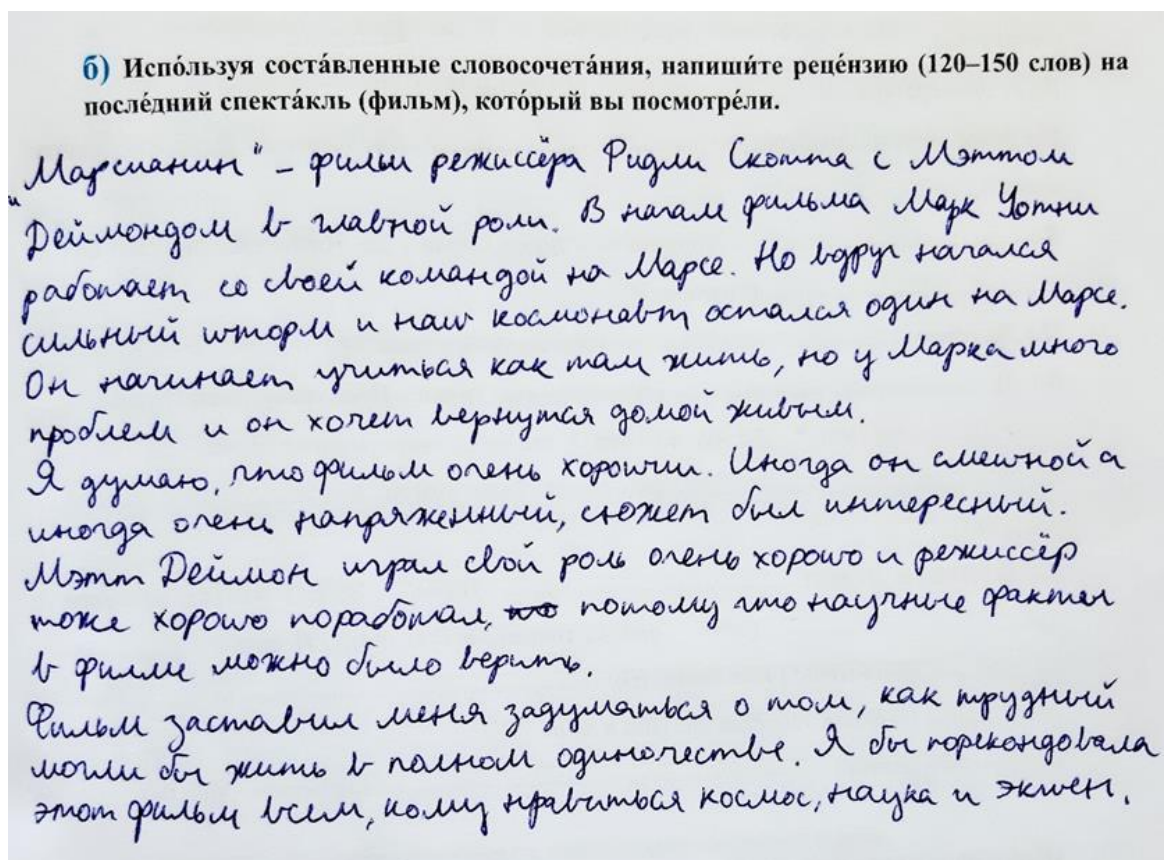 б) Испо́льзуя соста́вленные словосочета́ния, напиши́те реце́нзию (120–150 слов) на
после́дний спекта́кль (фильм), кото́рый вы посмотре́ли.
„Марсианин“ – фильм режиссёра Ридли Скотта с Мэттом
Деймондом в главной роли. В начале фильма Марк Уотни
работает со своей командой на Марсе. Но вдруг начался
сильный шторм и наш космонавт остался один на Марсе.
Он начинает учиться как там жить, но у Марка много
проблем и он хочет вернутся домой живым.
Я думаю, что фильм очень хороший. Иногда он смешной а
иногда очень напряженный, сюжет был интересный.
Мэтт Деймон играл свой роль очень хорошо и режиссёр
тоже хорошо поработал, потому что научные факты
в филме можно было верить.
Фильм заставил меня задуматься о том, как трудный
могли бы жить в полном одиночестве. Я бы порекондовала
этот фильм всем, кому нравиться космос, наука и экшен.